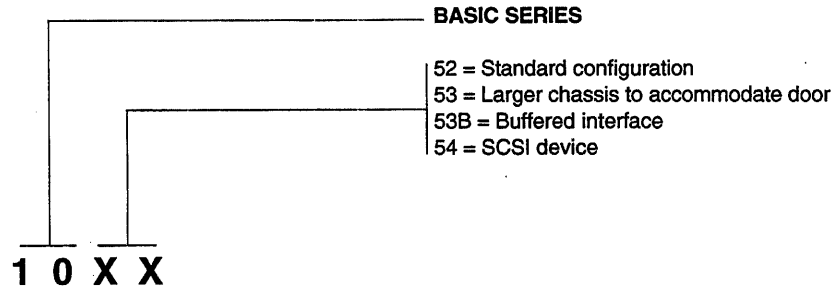 BASIC SERIES
52 = Standard configuration
53 = Larger chassis to accommodate door
53B = Buffered interface
54 = SCSI device
1 0 X X